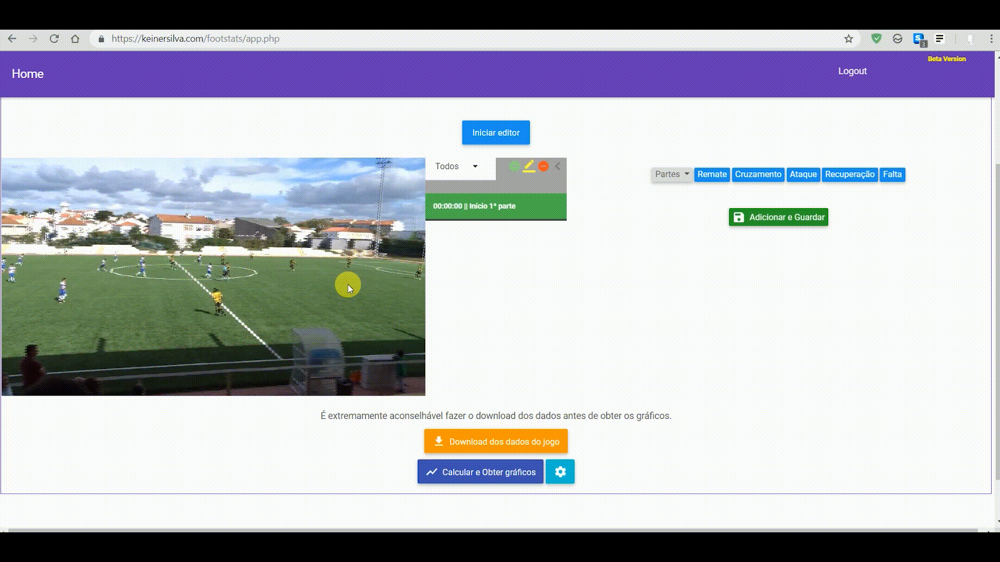 https://keinersilva.com/footstats/app.php
3
Beta Version
Home
Logout
Iniciar editor
Todos
00:00:00 || Início 1ª parte
Partes Remate Cruzamento Ataque Recuperação Falta
Adicionar e Guardar
É extremamente aconselhável fazer o download dos dados antes de obter os gráficos.
Download dos dados do jogo
Calcular e Obter gráficos